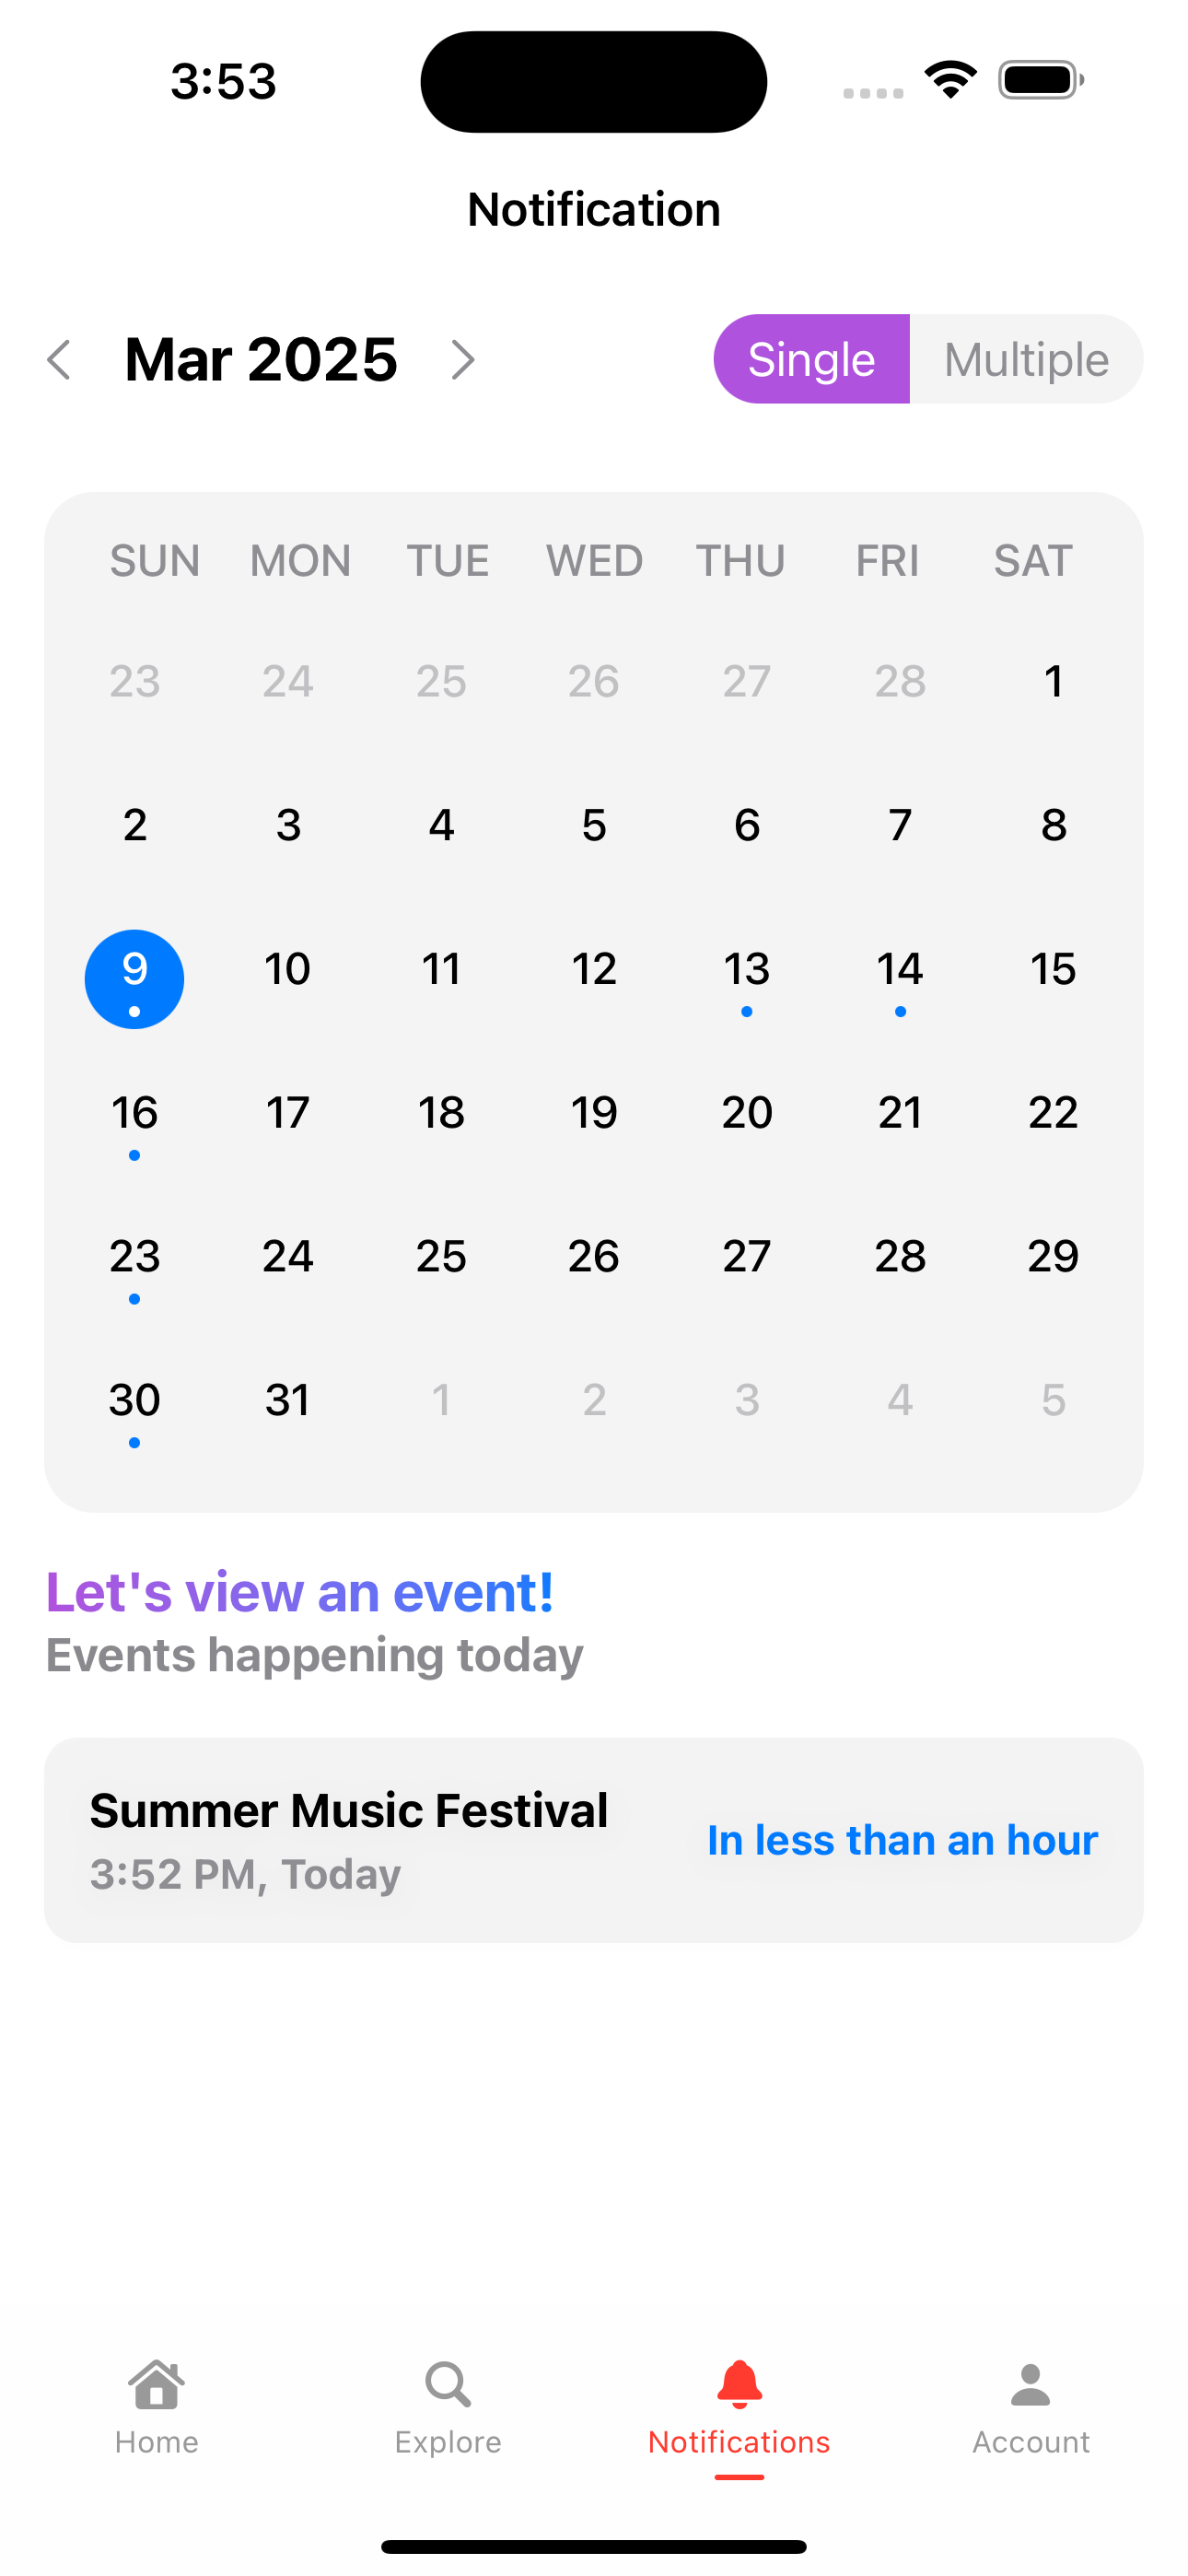 3:53
Notification
Mar 2025 Single Multiple
SUN MON TUE WED THU FRI SAT
23 24 25 26 27 28 1
2 3 4 5 6 7 8
9 10 11 12 13 14 15
16 17 18 19 20 21 22
23 24 25 26 27 28 29
30 31 1 2 3 4 5
Let's view an event!
Events happening today
Summer Music Festival
3:52 PM, Today
In less than an hour
Home Explore Notifications Account